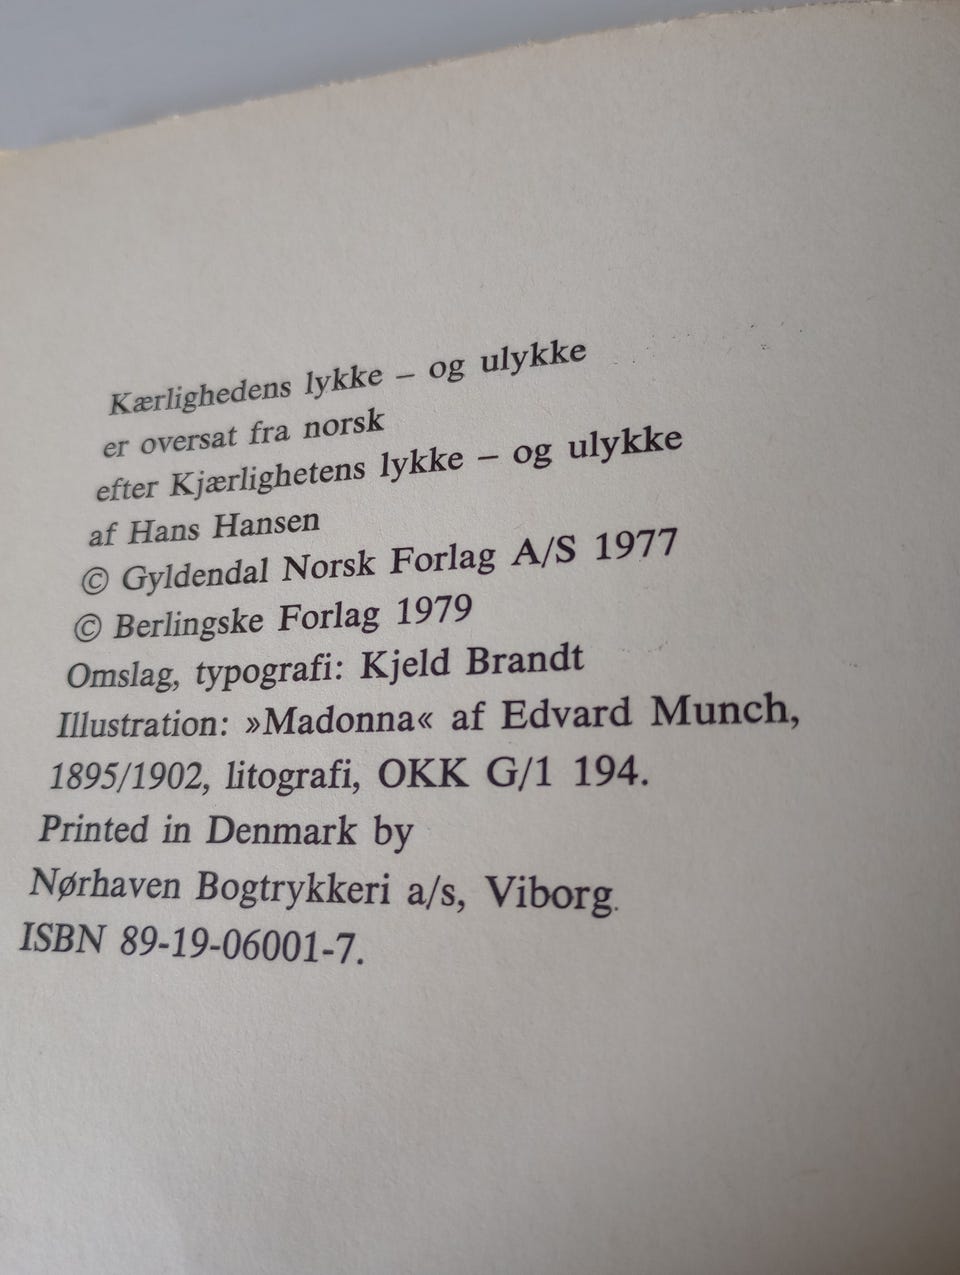 Kærlighedens lykke – og ulykke
er oversat fra norsk
efter Kjærlighetens lykke – og ulykke
af Hans Hansen
© Gyldendal Norsk Forlag A/S 1977
© Berlingske Forlag 1979
Omslag, typografi: Kjeld Brandt
Illustration: »Madonna« af Edvard Munch,
1895/1902, litografi, OKK G/1 194.
Printed in Denmark by
Nørhaven Bogtrykkeri a/s, Viborg.
ISBN 89-19-06001-7.